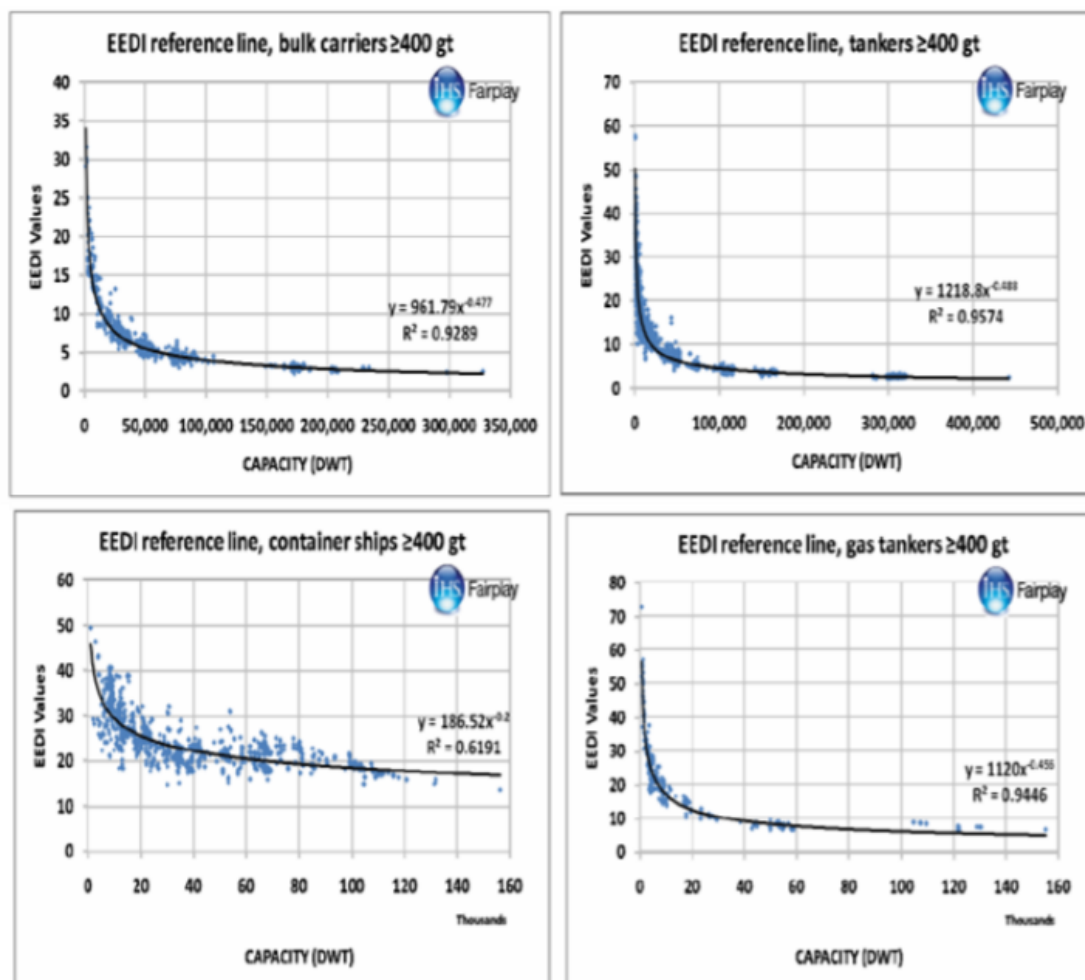 EEDI reference line, bulk carriers ≥400 gt
IHS Fairplay
40
35
30
25
20
15
10
5
0
EEDI Values
y = 961.79x^-0.477
R² = 0.9289
0 50,000 100,000 150,000 200,000 250,000 300,000 350,000
CAPACITY (DWT)
EEDI reference line, tankers ≥400 gt
IHS Fairplay
70
60
50
40
30
20
10
0
EEDI Values
y = 1218.8x^-0.488
R² = 0.9574
0 100,000 200,000 300,000 400,000 500,000
CAPACITY (DWT)
EEDI reference line, container ships ≥400 gt
IHS Fairplay
60
50
40
30
20
10
0
EEDI Values
y = 186.52x^-0.2
R² = 0.6191
0 20 40 60 80 100 120 140 160
Thousands
CAPACITY (DWT)
EEDI reference line, gas tankers ≥400 gt
IHS Fairplay
80
70
60
50
40
30
20
10
0
EEDI Values
y = 1120x^-0.456
R² = 0.9446
0 20 40 60 80 100 120 140 160
Thousands
CAPACITY (DWT)